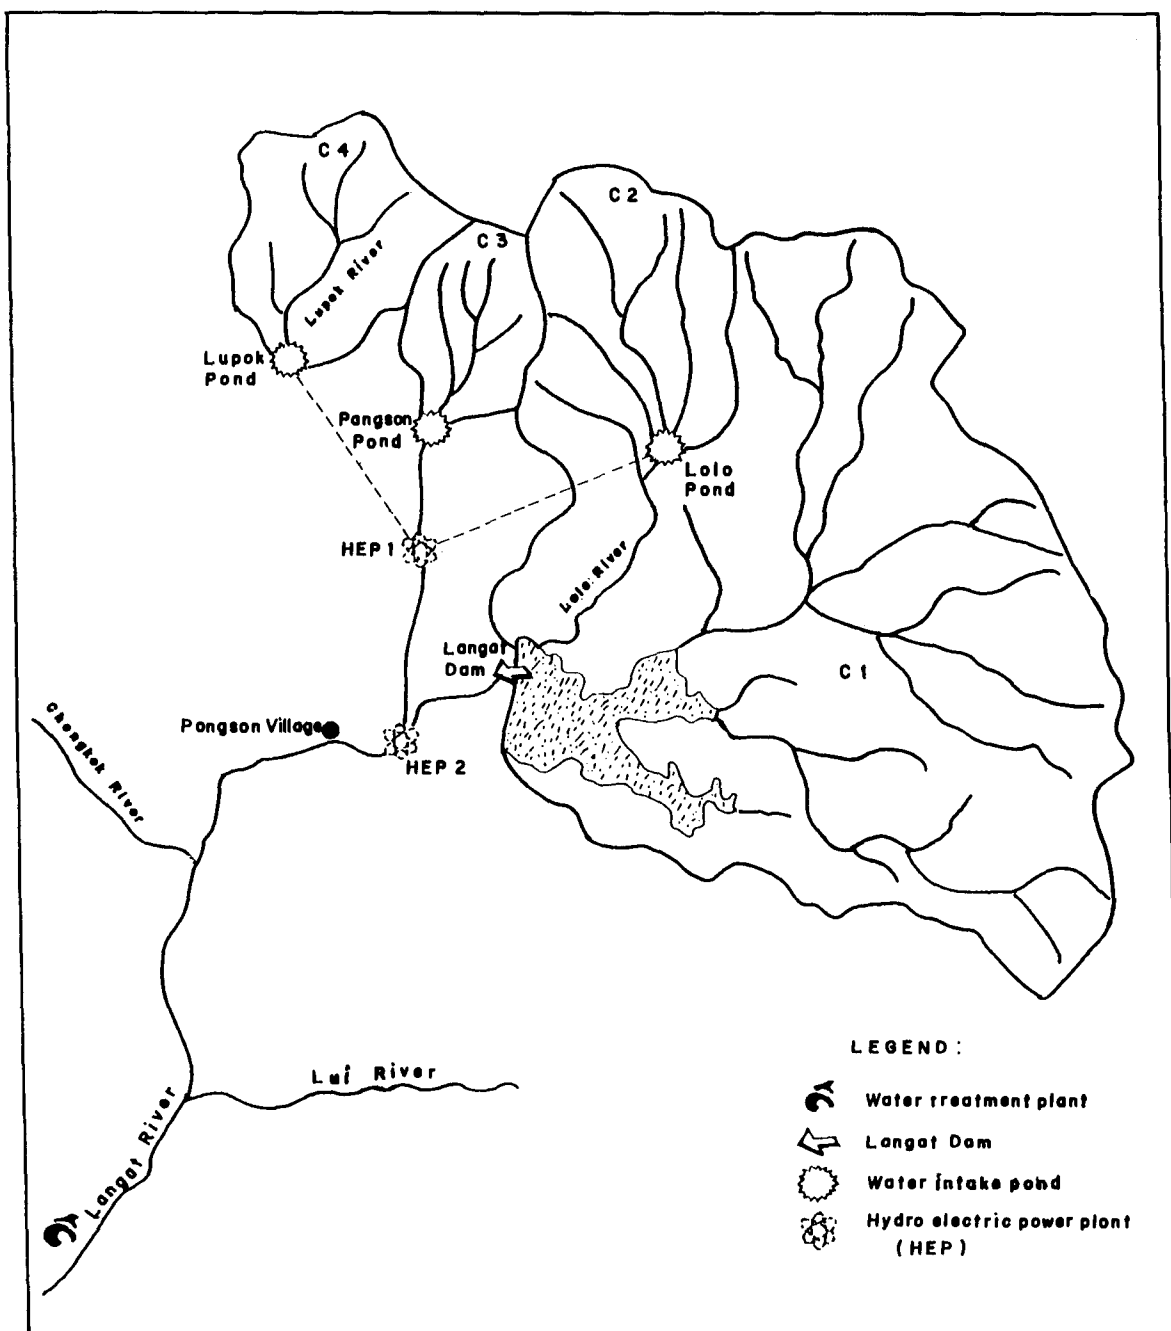 C 4
C 2
C 3
Lupok River
Lupok
Pond
Pangson
Pond
Lolo
Pond
HEP 1
Lolo River
Langat
Dam
C 1
Pongson Village
Chongkok River
HEP 2
LEGEND :
Lui River
Water treatment plant
Langat River
Langat Dam
Water intake pond
Hydro electric power plant
(HEP)